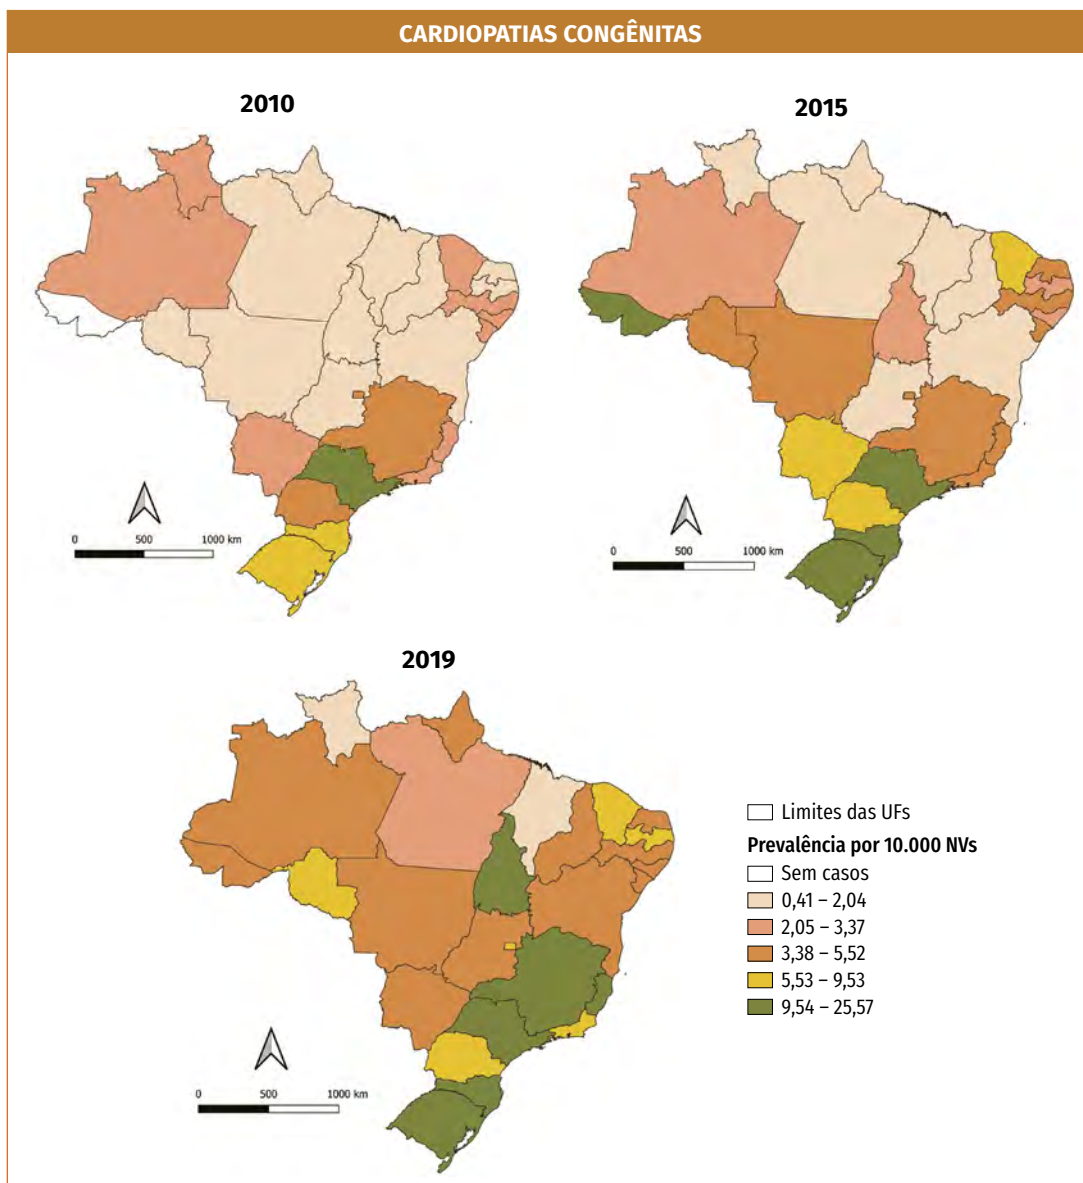 CARDIOPATIAS CONGÊNITAS
2010
0 500 1000 km
2015
0 500 1000 km
2019
0 500 1000 km
Limites das UFs
Prevalência por 10.000 NVs
Sem casos
0,41 – 2,04
2,05 – 3,37
3,38 – 5,52
5,53 – 9,53
9,54 – 25,57